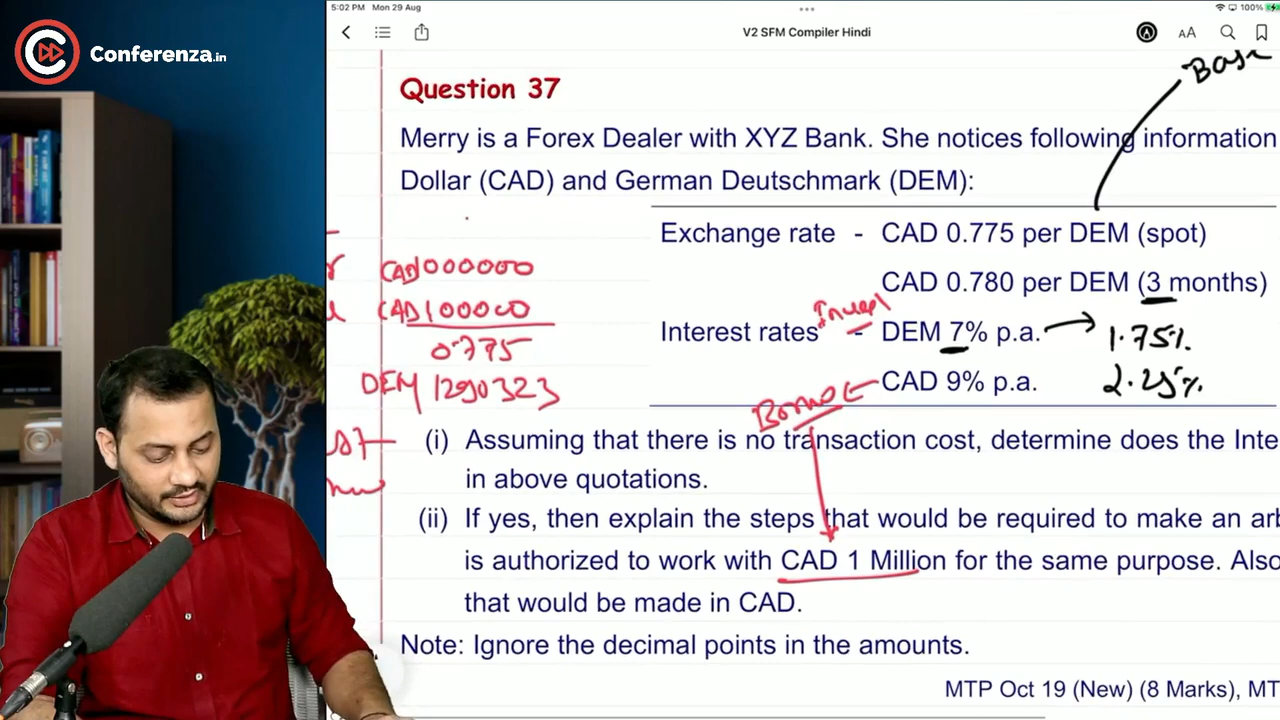 5:02 PM Mon 29 Aug
100%
Conferenza.in
V2 SFM Compiler Hindi
AA
Base
Question 37
Merry is a Forex Dealer with XYZ Bank. She notices following information
Dollar (CAD) and German Deutschmark (DEM):
Exchange rate - CAD 0.775 per DEM (spot)
CAD 0.780 per DEM (3 months)
CAD 1000000
CAD 100000
0.775
DEM 1290323
Invest
Interest rates - DEM 7% p.a. 1.75%
CAD 9% p.a. 2.25%
Borrow
(i) Assuming that there is no transaction cost, determine does the Inte
in above quotations.
(ii) If yes, then explain the steps that would be required to make an arb
is authorized to work with CAD 1 Million for the same purpose. Also
that would be made in CAD.
Note: Ignore the decimal points in the amounts.
MTP Oct 19 (New) (8 Marks), MT